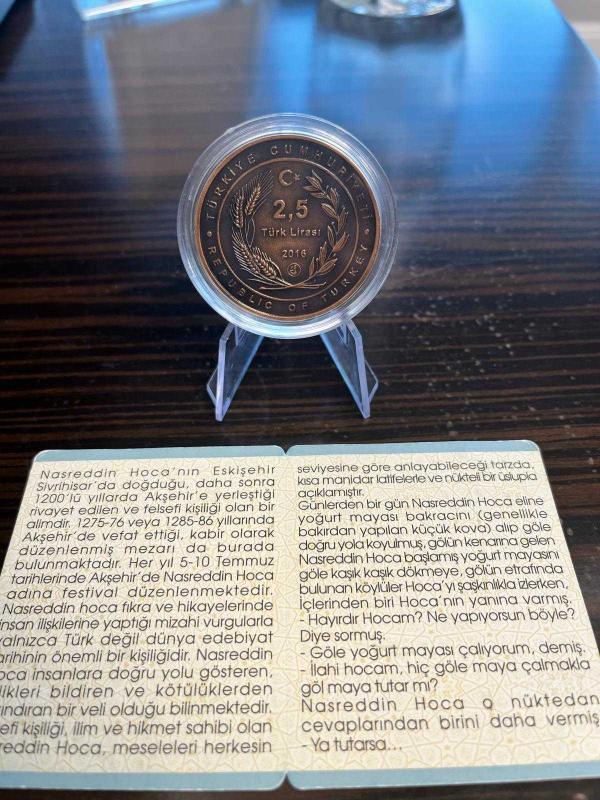 TÜRKİYE CUMHURİYETİ
2,5
Türk Lirası
2016
REPUBLIC OF TURKEY
Nasreddin Hoca'nın Eskişehir
Sivrihisar'da doğduğu, daha sonra
1200'lü yıllarda Akşehir'e yerleştiği
rivayet edilen ve felsefi kişiliği olan bir
alimdir. 1275-76 veya 1285-86 yıllarında
Akşehir'de vefat ettiği, kabir olarak
düzenlenmiş mezarı da burada
bulunmaktadır. Her yıl 5-10 Temmuz
tarihlerinde Akşehir'de Nasreddin Hoca
adına festival düzenlenmektedir.
Nasreddin hoca fıkra ve hikayelerinde
insan ilişkilerine yaptığı mizahi vurgularla
yalnızca Türk değil dünya edebiyat
tarihinin önemli bir kişiliğidir. Nasreddin
oca insanlara doğru yolu gösteren,
likleri bildiren ve kötülüklerden
ındıran bir veli olduğu bilinmektedir.
efi kişiliği, ilim ve hikmet sahibi olan
reddin Hoca, meseleleri herkesin
seviyesine göre anlayabileceği tarzda,
kısa manidar latifelerle ve nükteli bir üslupla
açıklamıştır.
Günlerden bir gün Nasreddin Hoca eline
yoğurt mayası bakracını (genellikle
bakırdan yapılan küçük kova) alıp göle
doğru yola koyulmuş, gölün kenarına gelen
Nasreddin Hoca başlamış yoğurt mayasını
göle kaşık kaşık dökmeye, gölün etrafında
bulunan köylüler Hoca'yı şaşkınlıkla izlerken,
İçlerinden biri Hoca'nın yanına varmış,
- Hayırdır Hocam? Ne yapıyorsun böyle?
Diye sormuş.
- Göle yoğurt mayası çalıyorum, demiş.
- İlahi hocam, hiç göle maya çalmakla
göl maya tutar mı?
Nasreddin Hoca o nüktedan
cevaplarından birini daha vermiş
- Ya tutarsa...